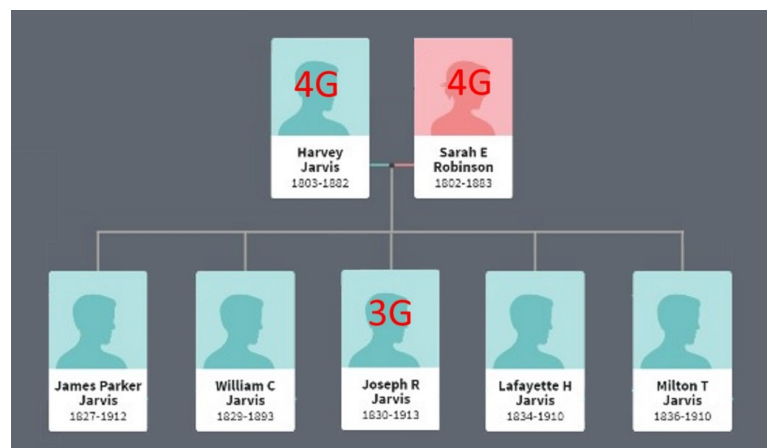 4G
Harvey
Jarvis
1803-1882
4G
Sarah E
Robinson
1802-1883
James Parker
Jarvis
1827-1912
William C
Jarvis
1829-1893
3G
Joseph R
Jarvis
1830-1913
Lafayette H
Jarvis
1834-1910
Milton T
Jarvis
1836-1910